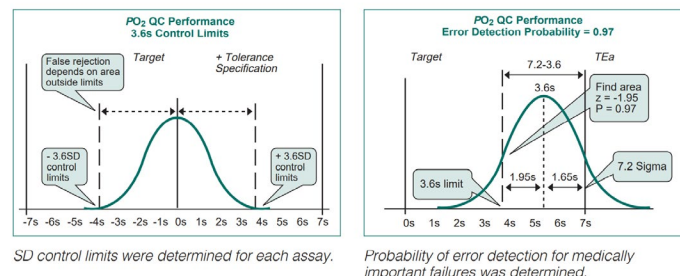 PO2 QC Performance
3.6s Control Limits
False rejection
depends on area
outside limits
Target
+ Tolerance
Specification
- 3.6SD
control
limits
+ 3.6SD
control
limits
-7s -6s -5s -4s -3s -2s -1s 0s 1s 2s 3s 4s 5s 6s 7s
SD control limits were determined for each assay.
PO2 QC Performance
Error Detection Probability = 0.97
Target
TEa
7.2-3.6
3.6s
Find area
z = -1.95
P = 0.97
3.6s limit
1.95s
1.65s
7.2 Sigma
0s 1s 2s 3s 4s 5s 6s 7s
Probability of error detection for medically
important failures was determined.